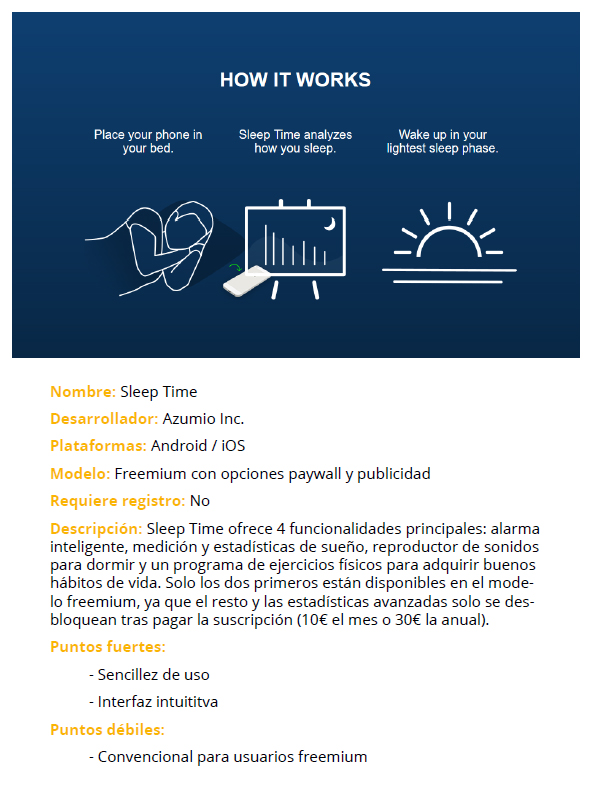 HOW IT WORKS
Place your phone in
your bed.
Sleep Time analyzes
how you sleep.
Wake up in your
lightest sleep phase.
Nombre: Sleep Time
Desarrollador: Azumio Inc.
Plataformas: Android / iOS
Modelo: Freemium con opciones paywall y publicidad
Requiere registro: No
Descripción: Sleep Time ofrece 4 funcionalidades principales: alarma
inteligente, medición y estadísticas de sueño, reproductor de sonidos
para dormir y un programa de ejercicios físicos para adquirir buenos
hábitos de vida. Solo los dos primeros están disponibles en el mode-
lo freemium, ya que el resto y las estadísticas avanzadas solo se des-
bloquean tras pagar la suscripción (10€ el mes o 30€ la anual).
Puntos fuertes:
- Sencillez de uso
- Interfaz intuititva
Puntos débiles:
- Convencional para usuarios freemium